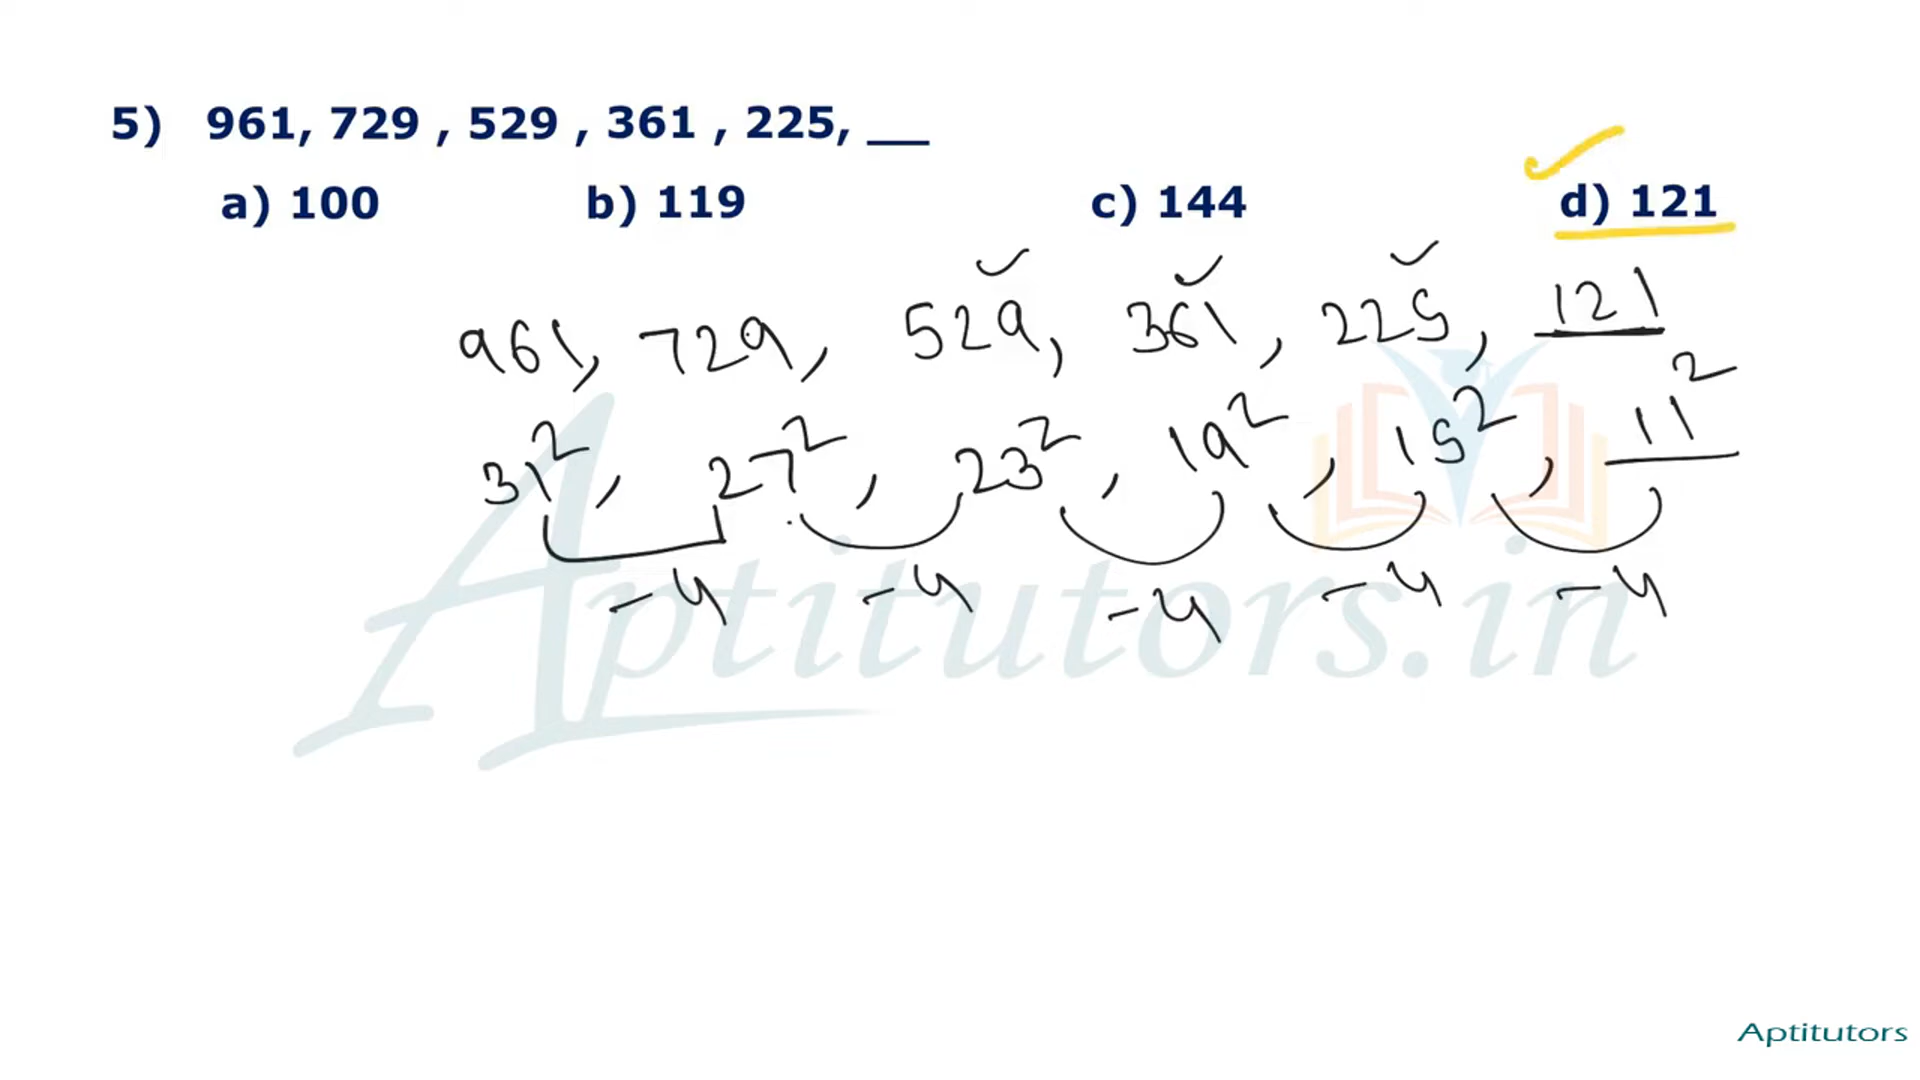 5) 961, 729 , 529 , 361 , 225, __
a) 100 b) 119 c) 144 d) 121
961, 729, 529, 361, 225, 121
31², 27², 23², 19², 15², 11²
-4 -4 -4 -4 -4
Aptitutors.in
Aptitutors